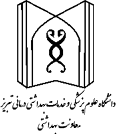 دانشگاه علوم پزشکی و خدمات بهداشتی درمانی تبریز
معاونت بهداشتی